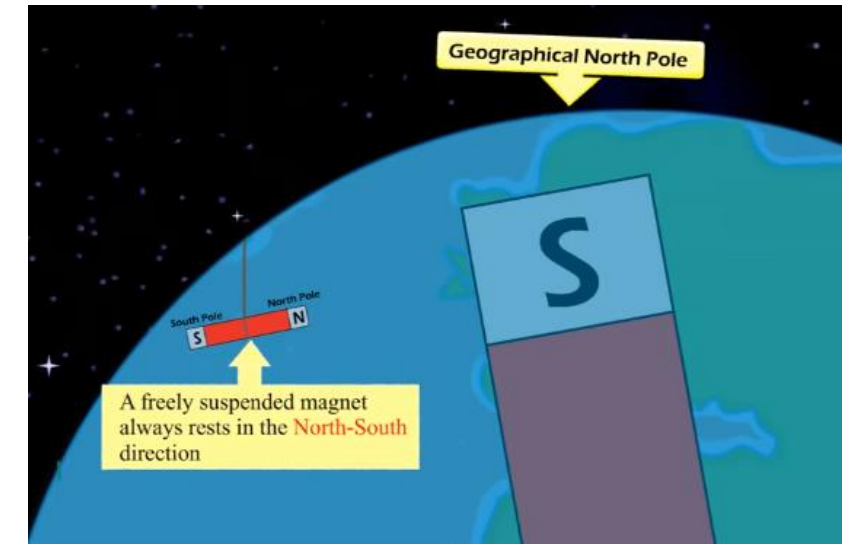 Geographical North Pole
S
South Pole
North Pole
S
N
A freely suspended magnet
always rests in the North-South
direction